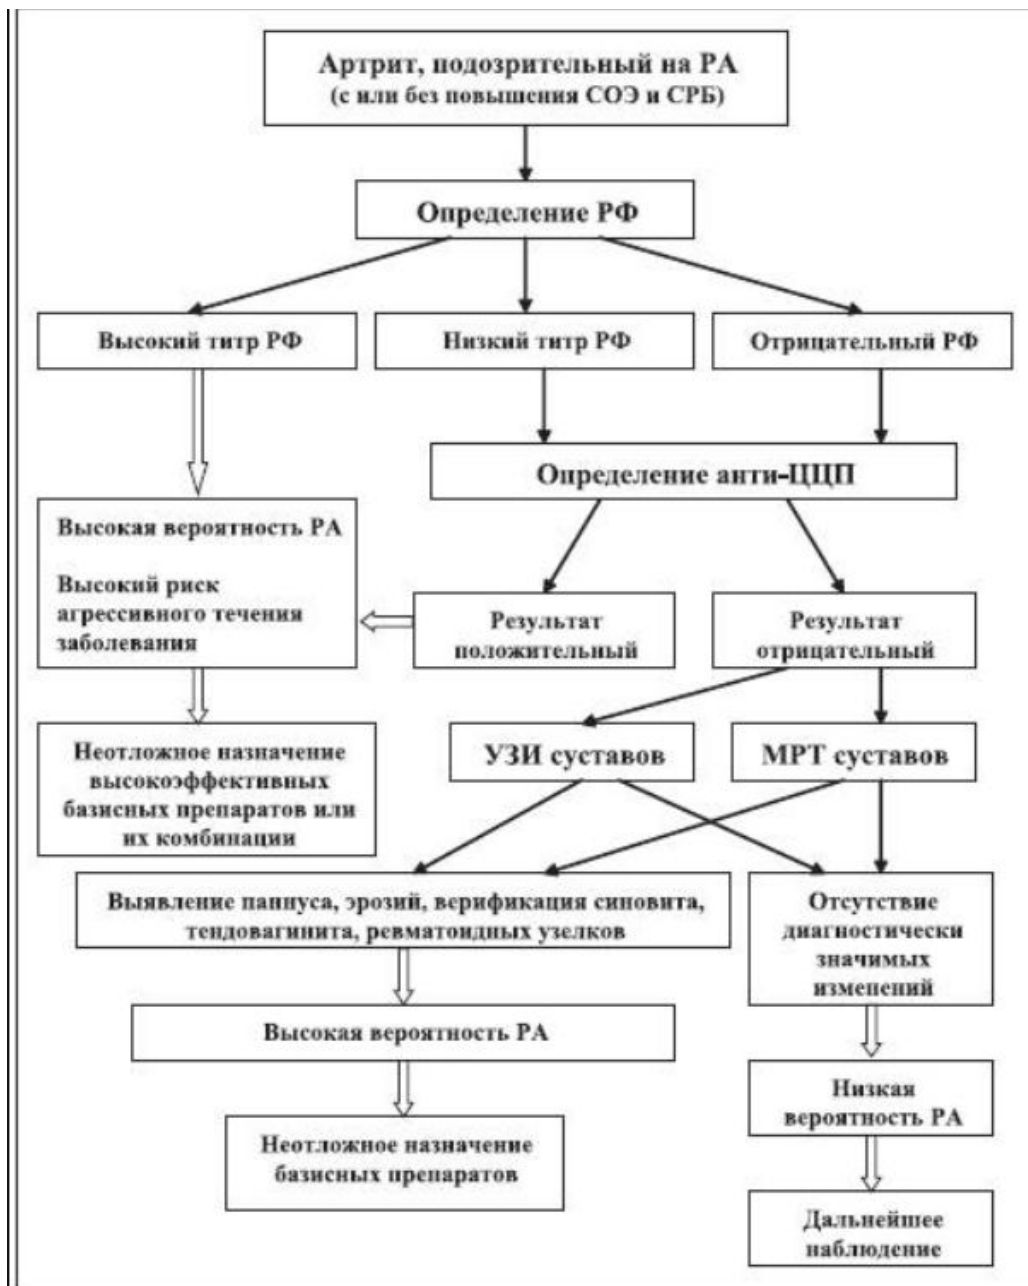 Артрит, подозрительный на РА
(с или без повышения СОЭ и СРБ)
Определение РФ
Высокий титр РФ
Низкий титр РФ
Отрицательный РФ
Определение анти-ЦЦП
Высокая вероятность РА
Высокий риск
агрессивного течения
заболевания
Результат
положительный
Результат
отрицательный
Неотложное назначение
высокоэффективных
базисных препаратов или
их комбинации
УЗИ суставов
МРТ суставов
Выявление паннуса, эрозий, верификация синовита,
тендовагинита, ревматоидных узелков
Отсутствие
диагностически
значимых
изменений
Высокая вероятность РА
Низкая
вероятность РА
Неотложное назначение
базисных препаратов
Дальнейшее
наблюдение